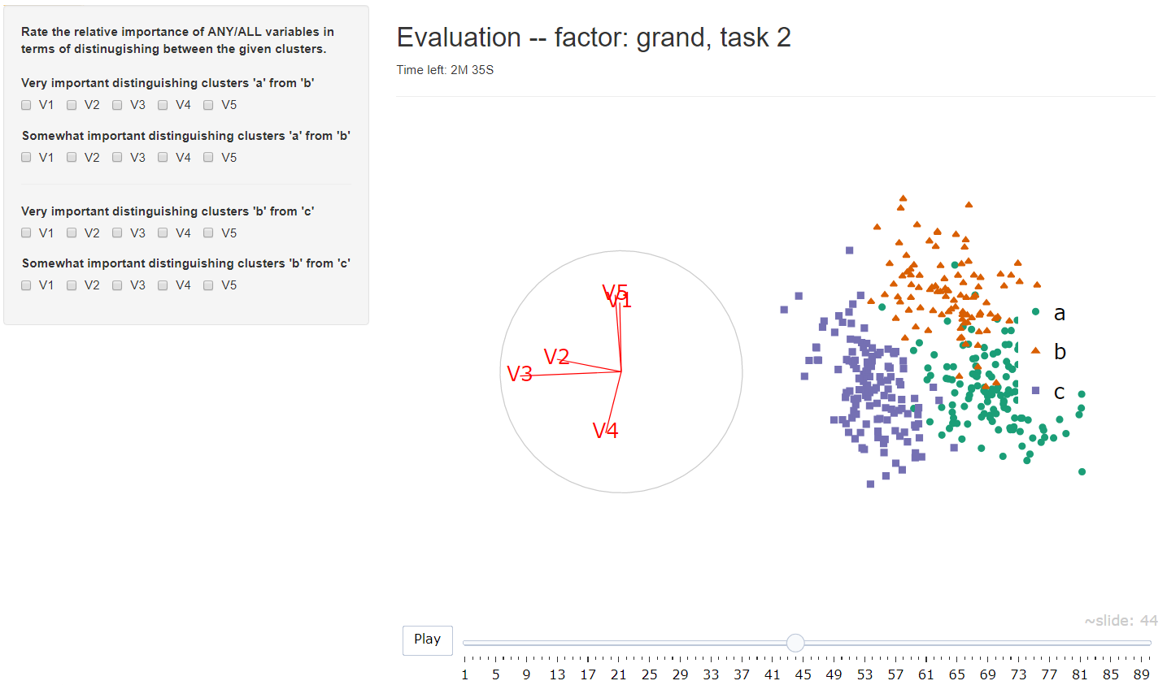 Rate the relative importance of ANY/ALL variables in
terms of distinugishing between the given clusters.
Very important distinguishing clusters 'a' from 'b'
V1 V2 V3 V4 V5
Somewhat important distinguishing clusters 'a' from 'b'
V1 V2 V3 V4 V5
Very important distinguishing clusters 'b' from 'c'
V1 V2 V3 V4 V5
Somewhat important distinguishing clusters 'b' from 'c'
V1 V2 V3 V4 V5
Evaluation -- factor: grand, task 2
Time left: 2M 35S
V5
V1
V2
V3
V4
a
b
c
~slide: 44
Play
1 5 9 13 17 21 25 29 33 37 41 45 49 53 57 61 65 69 73 77 81 85 89